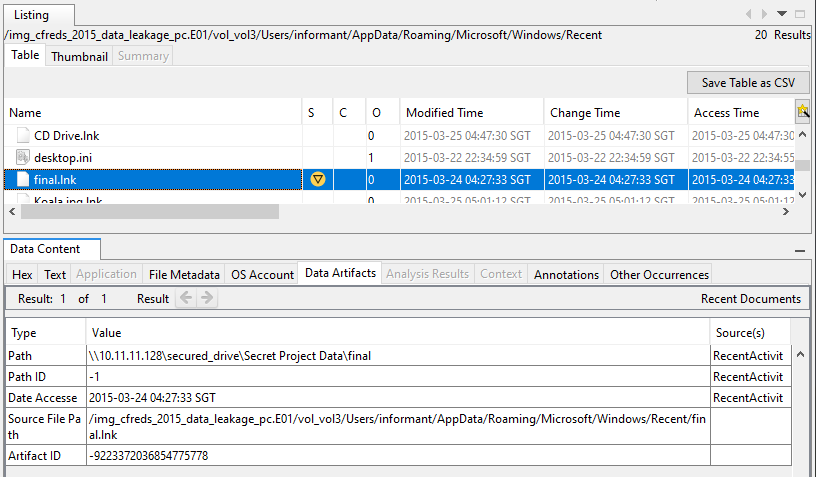 Listing
/img_cfreds_2015_data_leakage_pc.E01/vol_vol3/Users/informant/AppData/Roaming/Microsoft/Windows/Recent 20 Results
Table Thumbnail Summary
Save Table as CSV
Name S C O Modified Time Change Time Access Time
CD Drive.lnk 0 2015-03-25 04:47:30 SGT 2015-03-25 04:47:30 SGT 2015-03-25 04:47:30
desktop.ini 1 2015-03-22 22:34:59 SGT 2015-03-22 22:34:59 SGT 2015-03-22 22:34:55
final.lnk 0 2015-03-24 04:27:33 SGT 2015-03-24 04:27:33 SGT 2015-03-24 04:27:33
Koala.jpg.lnk 0 2015-03-25 05:01:12 SGT 2015-03-25 05:01:12 SGT 2015-03-25 05:01:12
Data Content
Hex Text Application File Metadata OS Account Data Artifacts Analysis Results Context Annotations Other Occurrences
Result: 1 of 1 Result Recent Documents
Type Value Source(s)
Path \\10.11.11.128\secured_drive\Secret Project Data\final RecentActivit
Path ID -1 RecentActivit
Date Accesse 2015-03-24 04:27:33 SGT RecentActivit
Source File Pa /img_cfreds_2015_data_leakage_pc.E01/vol_vol3/Users/informant/AppData/Roaming/Microsoft/Windows/Recent/fin
th al.lnk
Artifact ID -9223372036854775778